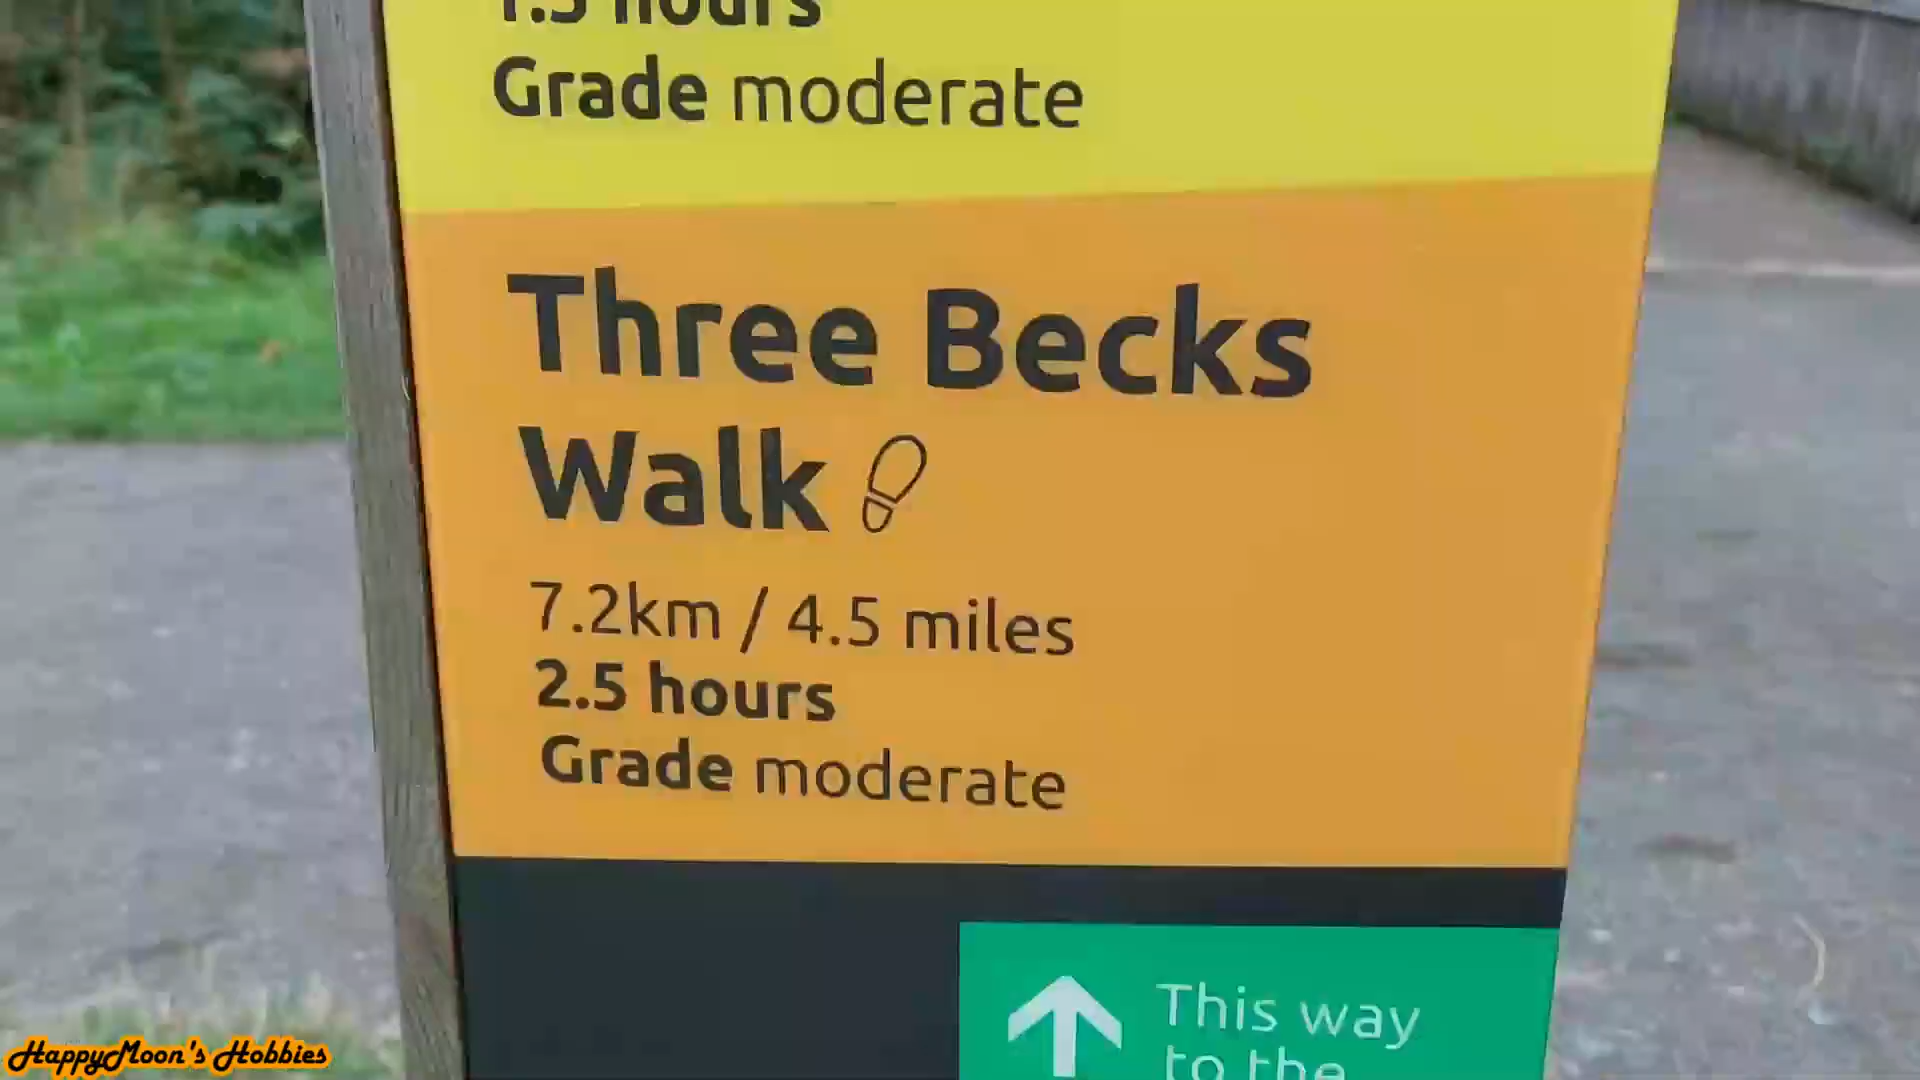 1.5 hours
Grade moderate
Three Becks
Walk
7.2km / 4.5 miles
2.5 hours
Grade moderate
This way
to the
HappyMoon's Hobbies